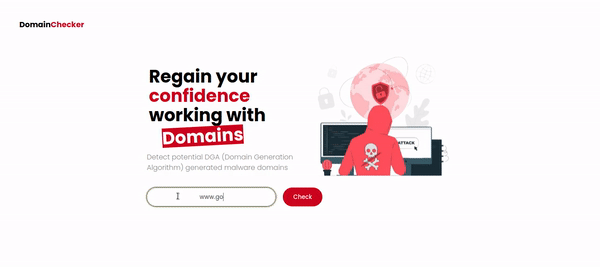 DomainChecker
Regain your
confidence
working with
Domains
Detect potential DGA (Domain Generation
Algorithm) generated malware domains
ATTACK
www.go
Check